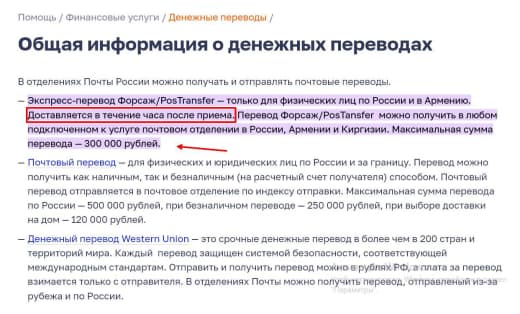 Помощь / Финансовые услуги / Денежные переводы /
Общая информация о денежных переводах
В отделениях Почты России можно получать и отправлять почтовые переводы.
— Экспресс-перевод Форсаж/PosTransfer — только для физических лиц по России и в Армению.
Доставляется в течение часа после приема. Перевод Форсаж/PosTansfer можно получить в любом
подключенном к услуге почтовом отделении в России, Армении и Киргизии. Максимальная сумма
перевода — 300 000 рублей.
— Почтовый перевод — для физических и юридических лиц по России и за границу. Перевод можно
получить как наличным, так и безналичным (на расчетный счет получателя) способом. Почтовый
перевод отправляется в почтовое отделение по индексу отправки. Максимальная сумма перевода
по России — 500 000 рублей, при безналичном переводе — 250 000 рублей, при выборе доставки
на дом — 120 000 рублей.
— Денежный перевод Western Union — это срочные денежные перевод в более чем в 200 стран и
территорий мира. Каждый перевод защищен системой безопасности, соответствующей
международным стандартам. Отправить и получить перевод можно в рублях РФ, а плата за перевод
взимается только с отправителя. В отделениях Почты можно получить перевод, отправленый из-за
рубежа и по России.
Параметры